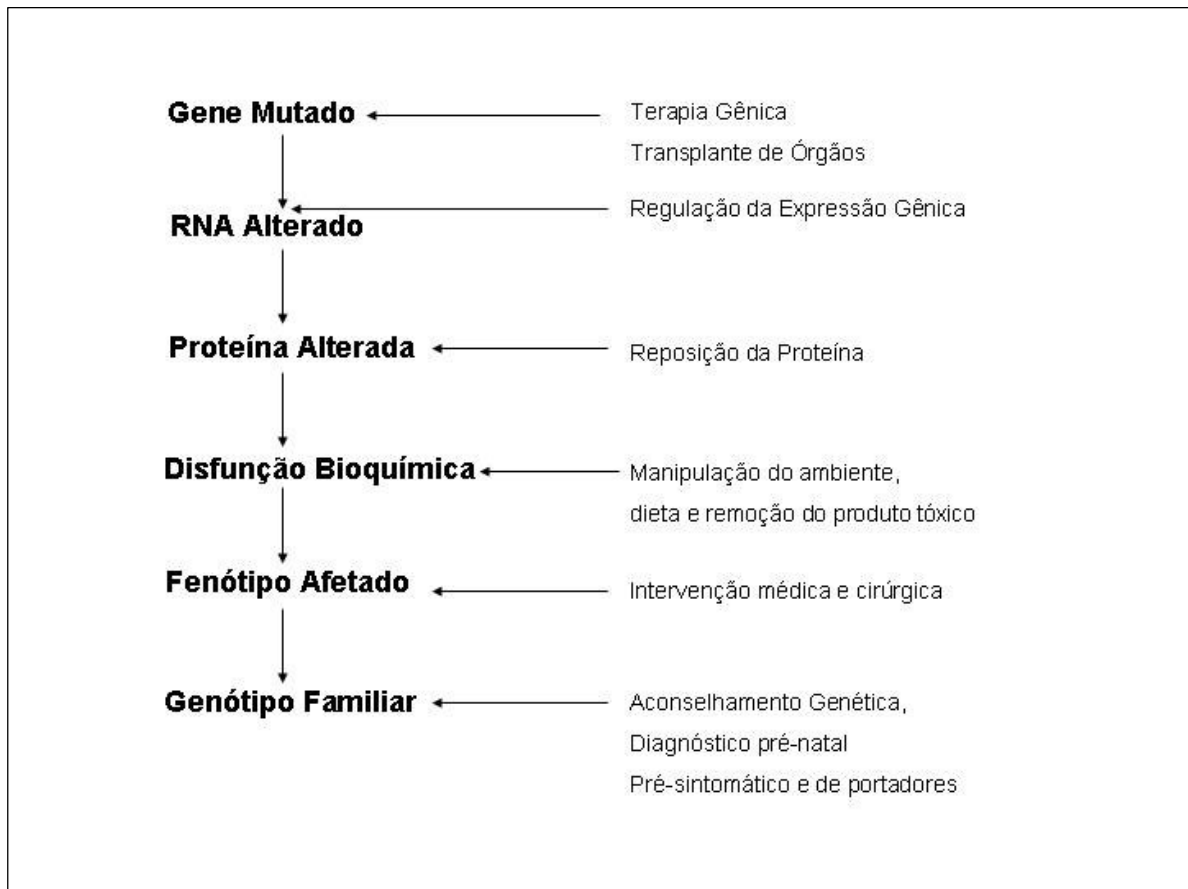 Gene Mutado
Terapia Gênica
Transplante de Órgãos
RNA Alterado
Regulação da Expressão Gênica
Proteína Alterada
Reposição da Proteína
Disfunção Bioquímica
Manipulação do ambiente,
dieta e remoção do produto tóxico
Fenótipo Afetado
Intervenção médica e cirúrgica
Genótipo Familiar
Aconselhamento Genética,
Diagnóstico pré-natal
Pré-sintomático e de portadores